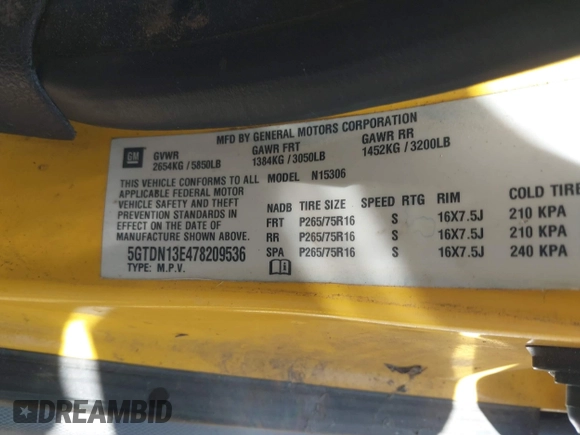 MFD BY GENERAL MOTORS CORPORATION
GM GVWR GAWR FRT GAWR RR
2654KG / 5850LB 1384KG / 3050LB 1452KG / 3200LB
THIS VEHICLE CONFORMS TO ALL
APPLICABLE FEDERAL MOTOR
VEHICLE SAFETY AND THEFT
PREVENTION STANDARDS IN
EFFECT ON THE DATE OF
MANUFACTURE SHOWN ABOVE.
5GTDN13E478209536
TYPE: M.P.V.
MODEL N15306
NADB TIRE SIZE SPEED RTG RIM COLD TIRE
FRT P265/75R16 S 16X7.5J 210 KPA
RR P265/75R16 S 16X7.5J 210 KPA
SPA P265/75R16 S 16X7.5J 240 KPA
DREAMBID